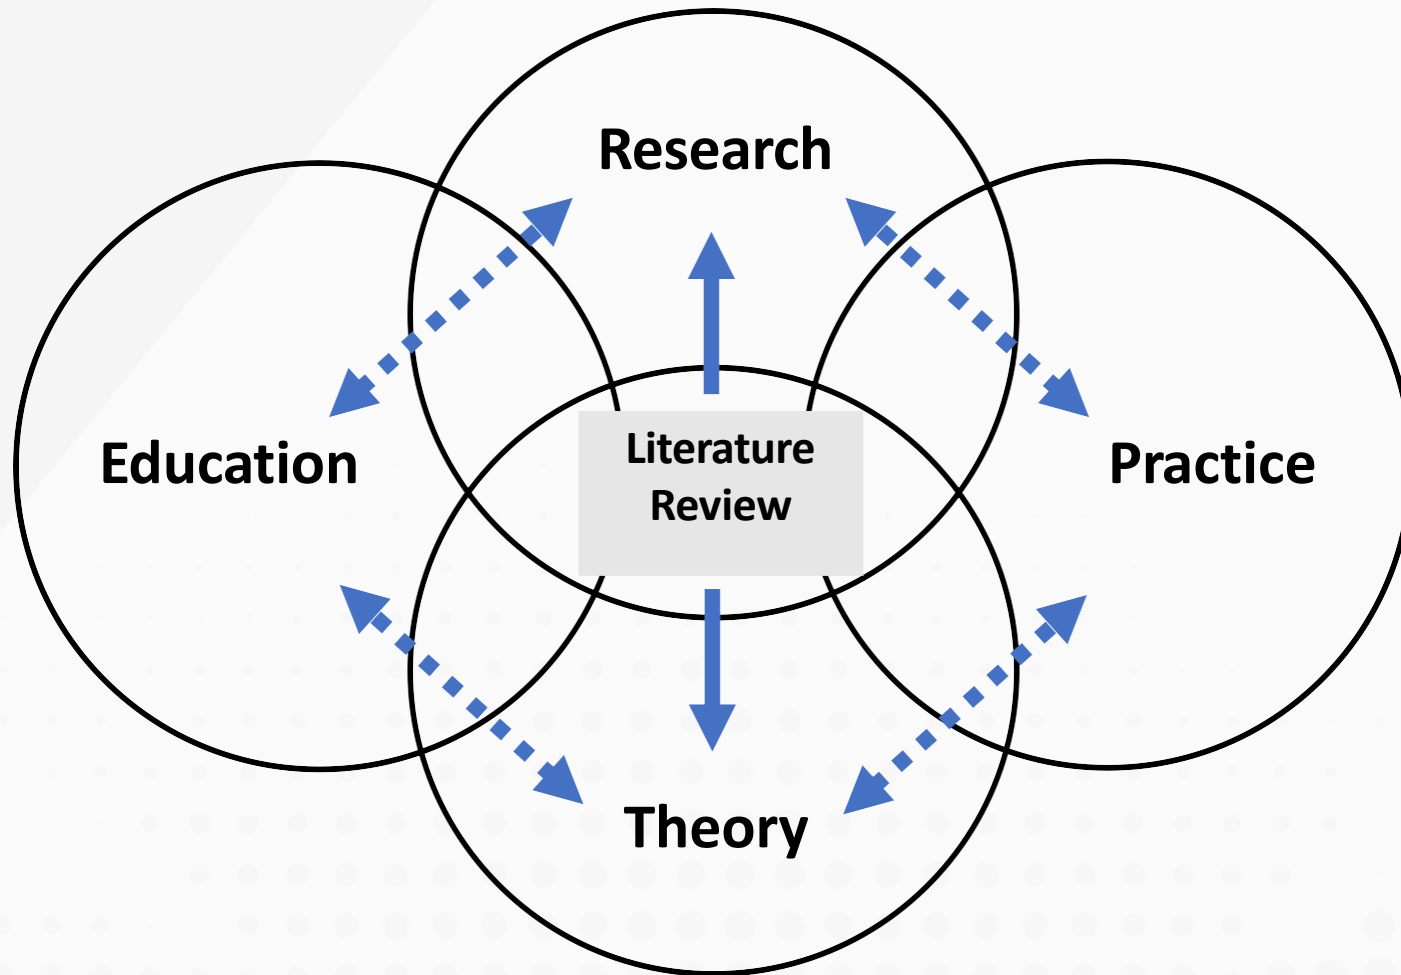 Research
Education
Literature
Review
Practice
Theory